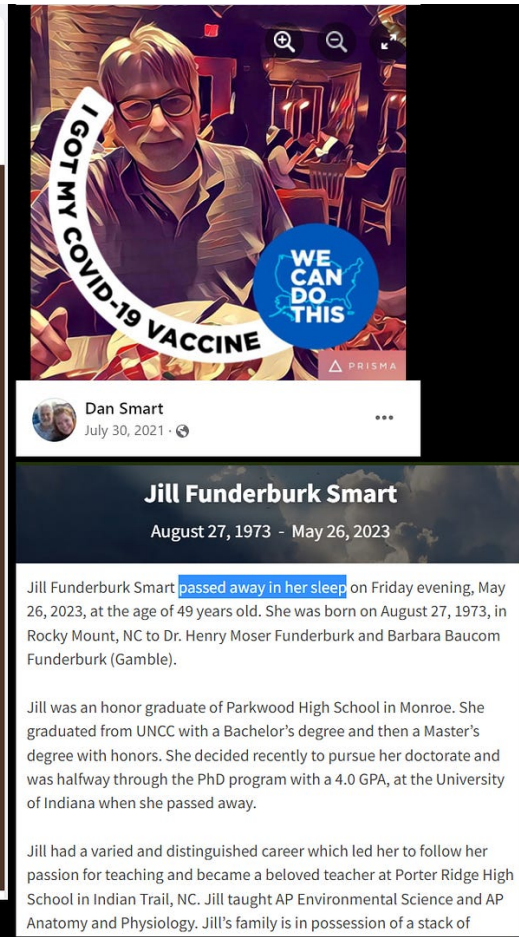 I GOT MY COVID-19 VACCINE
WE
CAN
DO
THIS
PRISMA
Dan Smart
July 30, 2021 ·
Jill Funderburk Smart
August 27, 1973 - May 26, 2023
Jill Funderburk Smart passed away in her sleep on Friday evening, May
26, 2023, at the age of 49 years old. She was born on August 27, 1973, in
Rocky Mount, NC to Dr. Henry Moser Funderburk and Barbara Baucom
Funderburk (Gamble).
Jill was an honor graduate of Parkwood High School in Monroe. She
graduated from UNCC with a Bachelor's degree and then a Master's
degree with honors. She decided recently to pursue her doctorate and
was halfway through the PhD program with a 4.0 GPA, at the University
of Indiana when she passed away.
Jill had a varied and distinguished career which led her to follow her
passion for teaching and became a beloved teacher at Porter Ridge High
School in Indian Trail, NC. Jill taught AP Environmental Science and AP
Anatomy and Physiology. Jill's family is in possession of a stack of